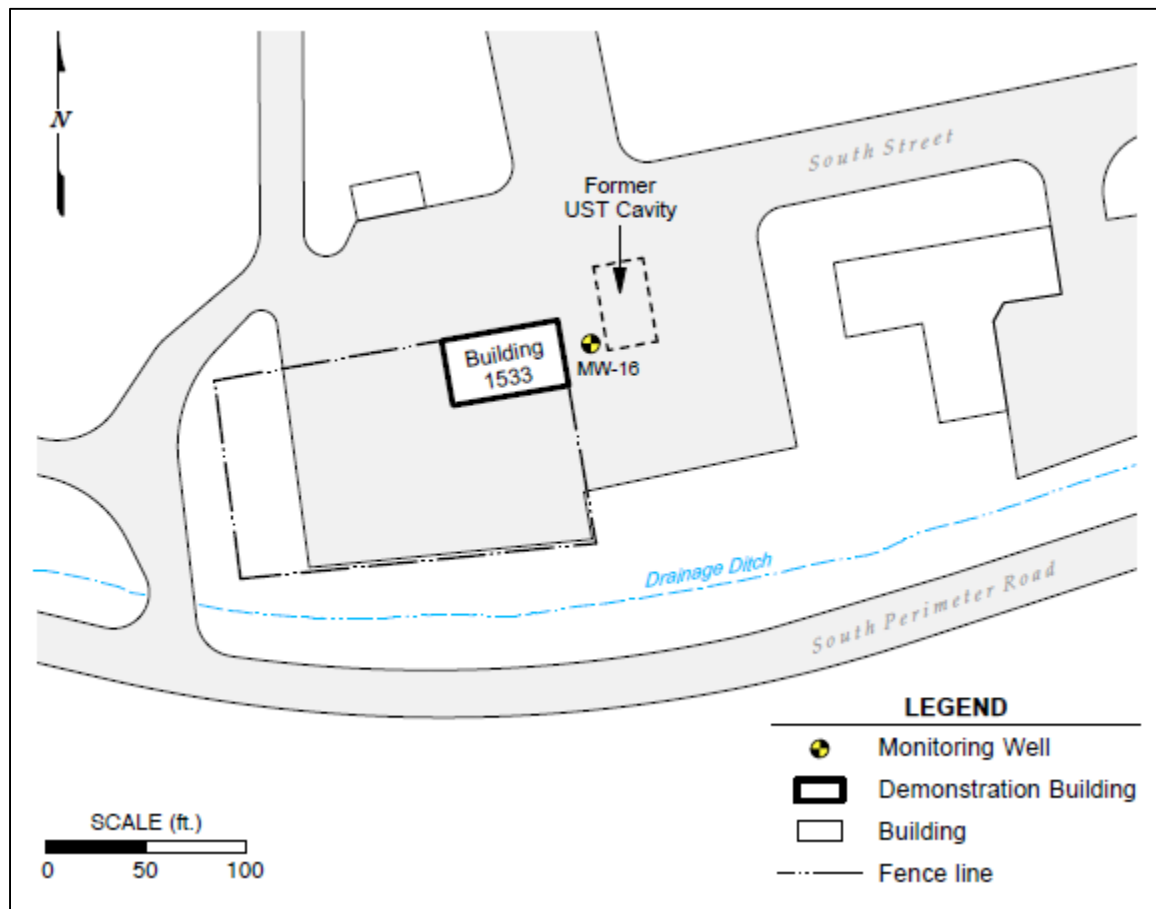 N
South Street
Former
UST Cavity
Building
1533
MW-16
Drainage Ditch
South Perimeter Road
LEGEND
Monitoring Well
Demonstration Building
Building
Fence line
SCALE (ft.)
0 50 100